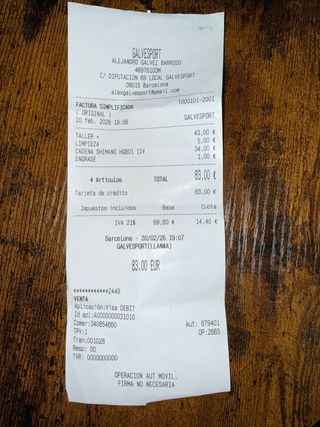 GALVESPORT
ALEJANDRO GALVEZ BARROSO
46978103M
C/ DIPUTACION 69 LOCAL GALVESPORT
08015 Barcelona
alexgalvesport@gmail.com
FACTURA SIMPLIFICADA T000101-2001
( ORIGINAL )
20 feb. 2026 19:08 GALVESPORT
TALLER + 43,00 €
LIMPIEZA 5,00 €
CADENA SHIMANO HG601 11V 34,00 €
ENGRASE 1,00 €
4 Artículos TOTAL 83,00 €
Tarjeta de crédito 83,00 €
Impuestos incluidos Base Cuota
IVA 21% 68,60 € 14,40 €
Barcelona - 20/02/26 19:07
GALVESPORT(LLANÇA)
83.00 EUR
************2449
VENTA
Aplicación:Visa DEBIT
Id apl:A0000000031010
Comer:340854660 Aut: 679401
TPV:1 OP:2665
Tran:001028
Resp: 00
TVR: 0000000000
OPERACION AUT MOVIL.
FIRMA NO NECESARIA